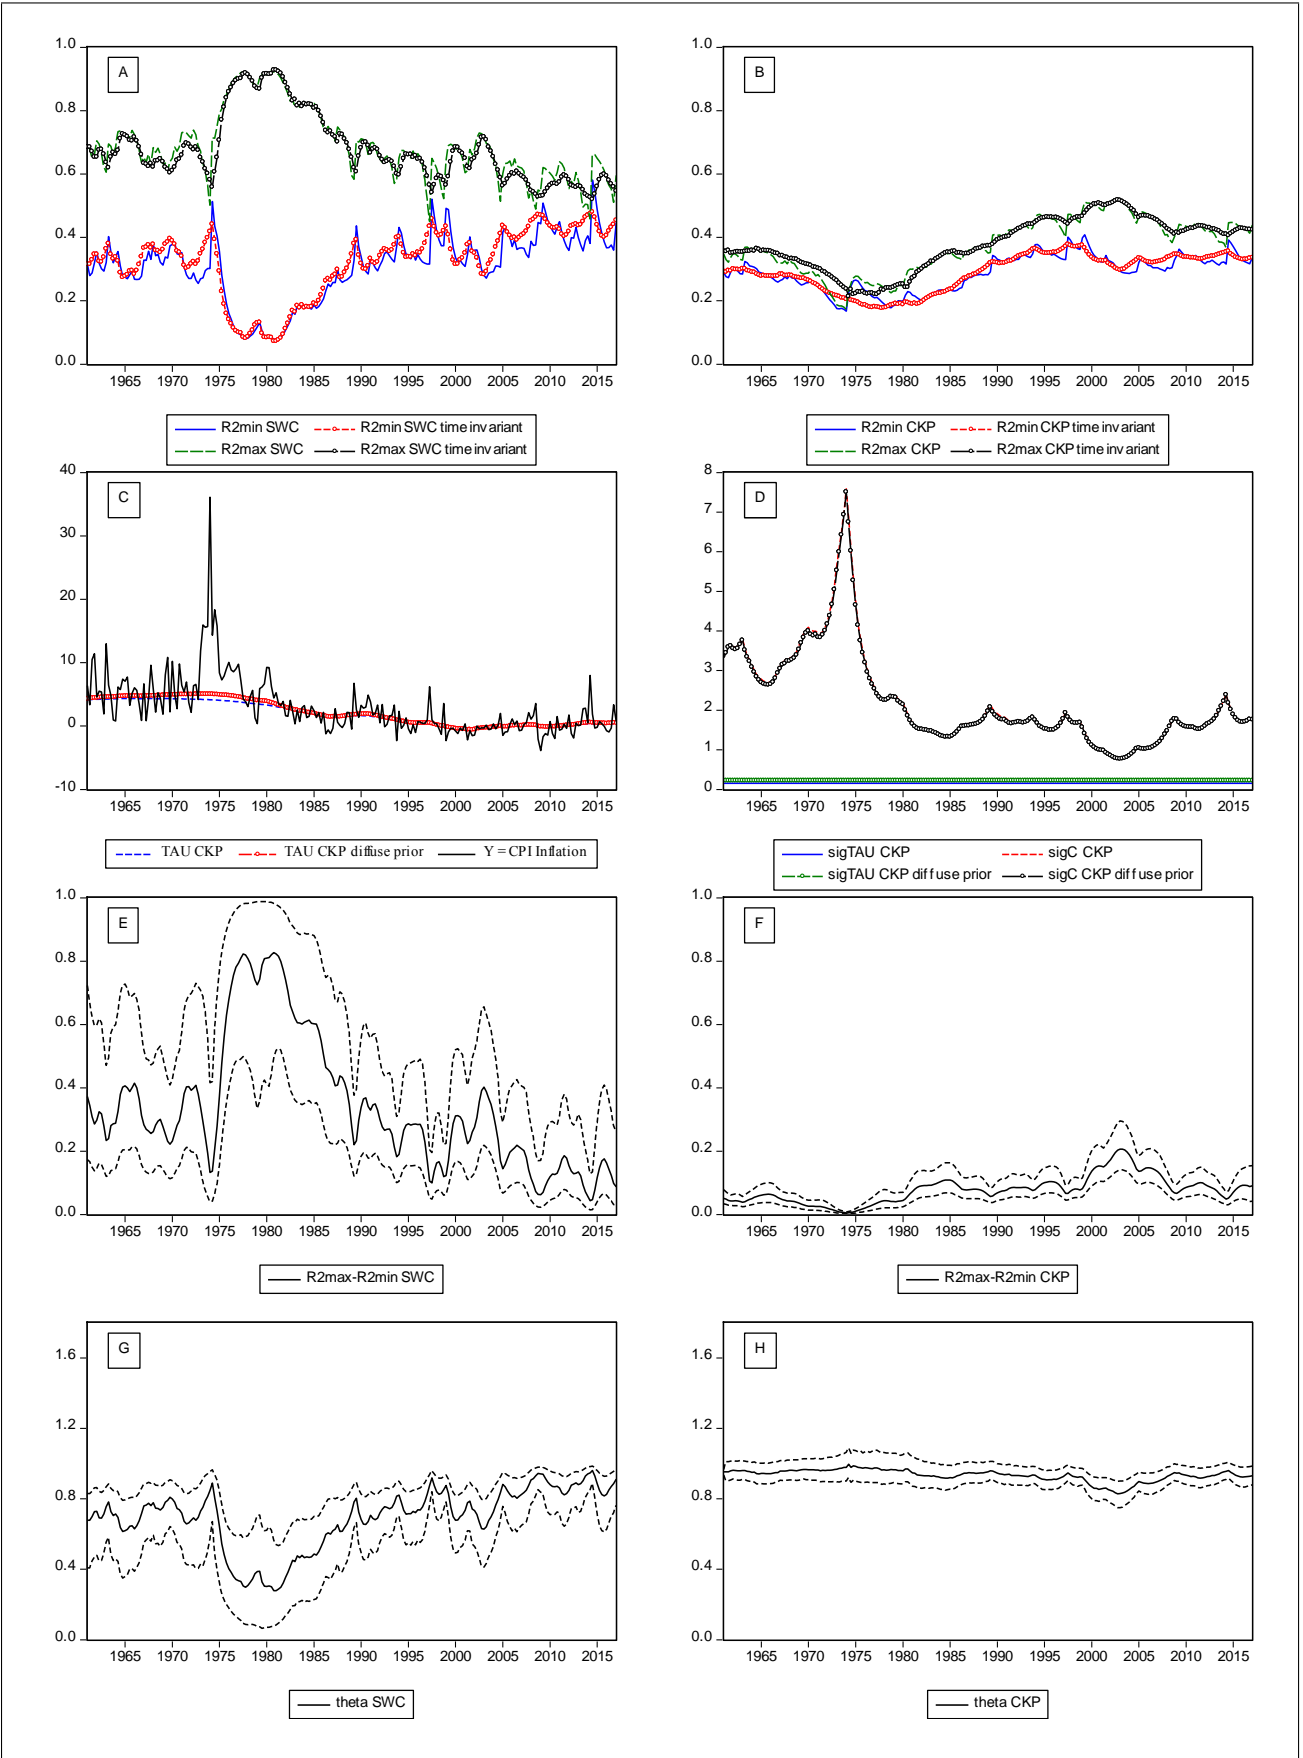 A
1.0
0.8
0.6
0.4
0.2
0.0
1965 1970 1975 1980 1985 1990 1995 2000 2005 2010 2015
R2min SWC R2min SWC time invariant
R2max SWC R2max SWC time invariant
B
1.0
0.8
0.6
0.4
0.2
0.0
1965 1970 1975 1980 1985 1990 1995 2000 2005 2010 2015
R2min CKP R2min CKP time invariant
R2max CKP R2max CKP time invariant
C
40
30
20
10
0
-10
1965 1970 1975 1980 1985 1990 1995 2000 2005 2010 2015
TAU CKP TAU CKP diffuse prior Y = CPI Inflation
D
8
7
6
5
4
3
2
1
0
1965 1970 1975 1980 1985 1990 1995 2000 2005 2010 2015
sigTAU CKP sigC CKP
sigTAU CKP diffuse prior sigC CKP diffuse prior
E
1.0
0.8
0.6
0.4
0.2
0.0
1965 1970 1975 1980 1985 1990 1995 2000 2005 2010 2015
R2max-R2min SWC
F
1.0
0.8
0.6
0.4
0.2
0.0
1965 1970 1975 1980 1985 1990 1995 2000 2005 2010 2015
R2max-R2min CKP
G
1.6
1.2
0.8
0.4
0.0
1965 1970 1975 1980 1985 1990 1995 2000 2005 2010 2015
theta SWC
H
1.6
1.2
0.8
0.4
0.0
1965 1970 1975 1980 1985 1990 1995 2000 2005 2010 2015
theta CKP